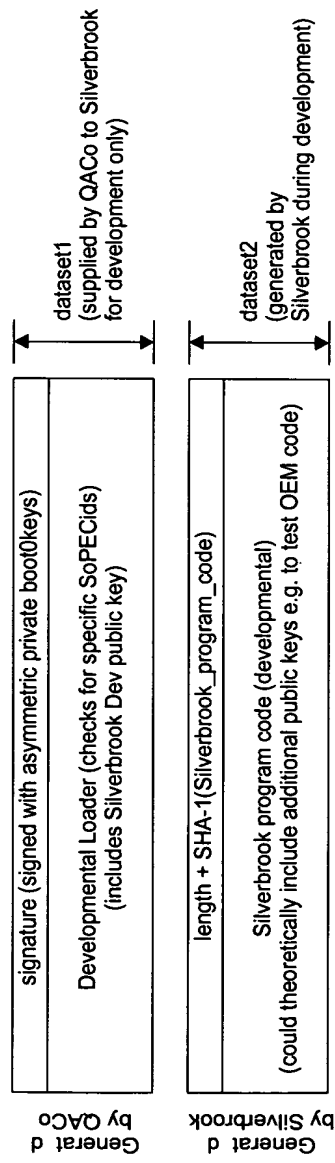 Generat d
by QACo
signature (signed with asymmetric private boot0keys)
Developmental Loader (checks for specific SoPECids)
(includes Silverbrook Dev public key)
dataset1
(supplied by QACo to Silverbrook
for development only)
Generat d
by Silverbrook
length + SHA-1(Silverbrook_program_code)
Silverbrook program code (developmental)
(could theoretically include additional public keys e.g. to test OEM code)
dataset2
(generated by
Silverbrook during development)